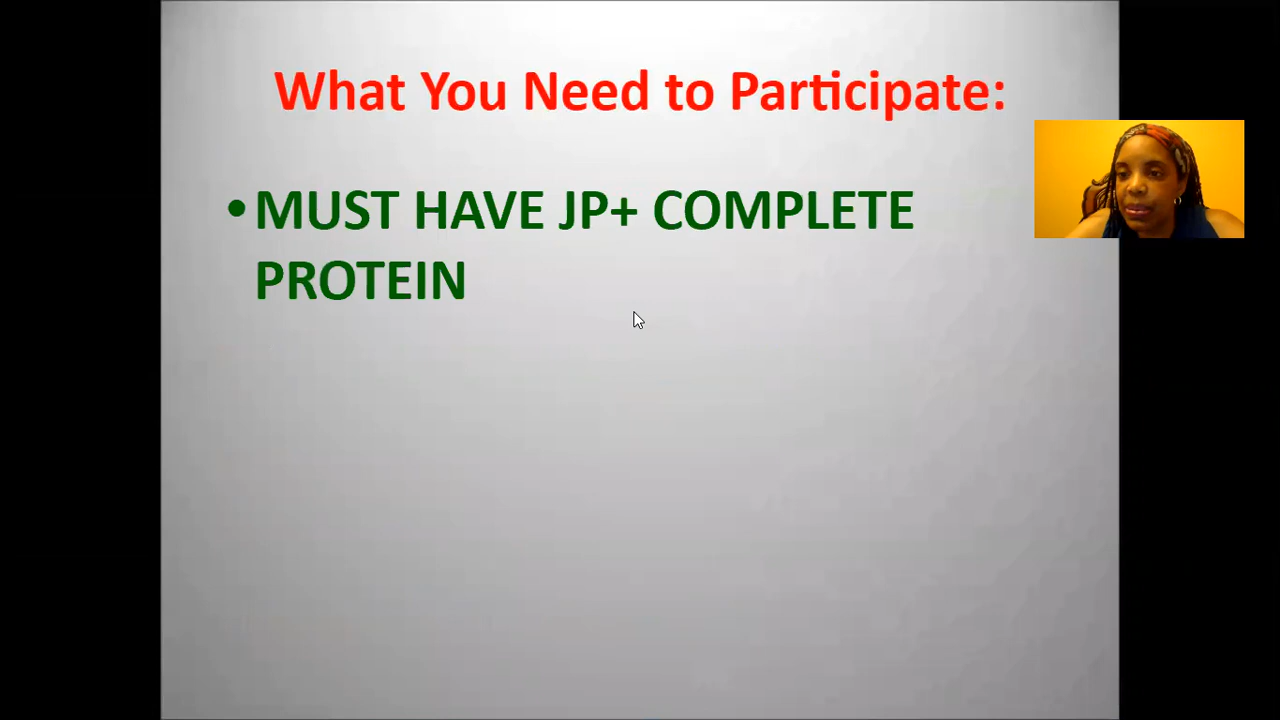 What You Need to Participate:
• MUST HAVE JP+ COMPLETE
PROTEIN